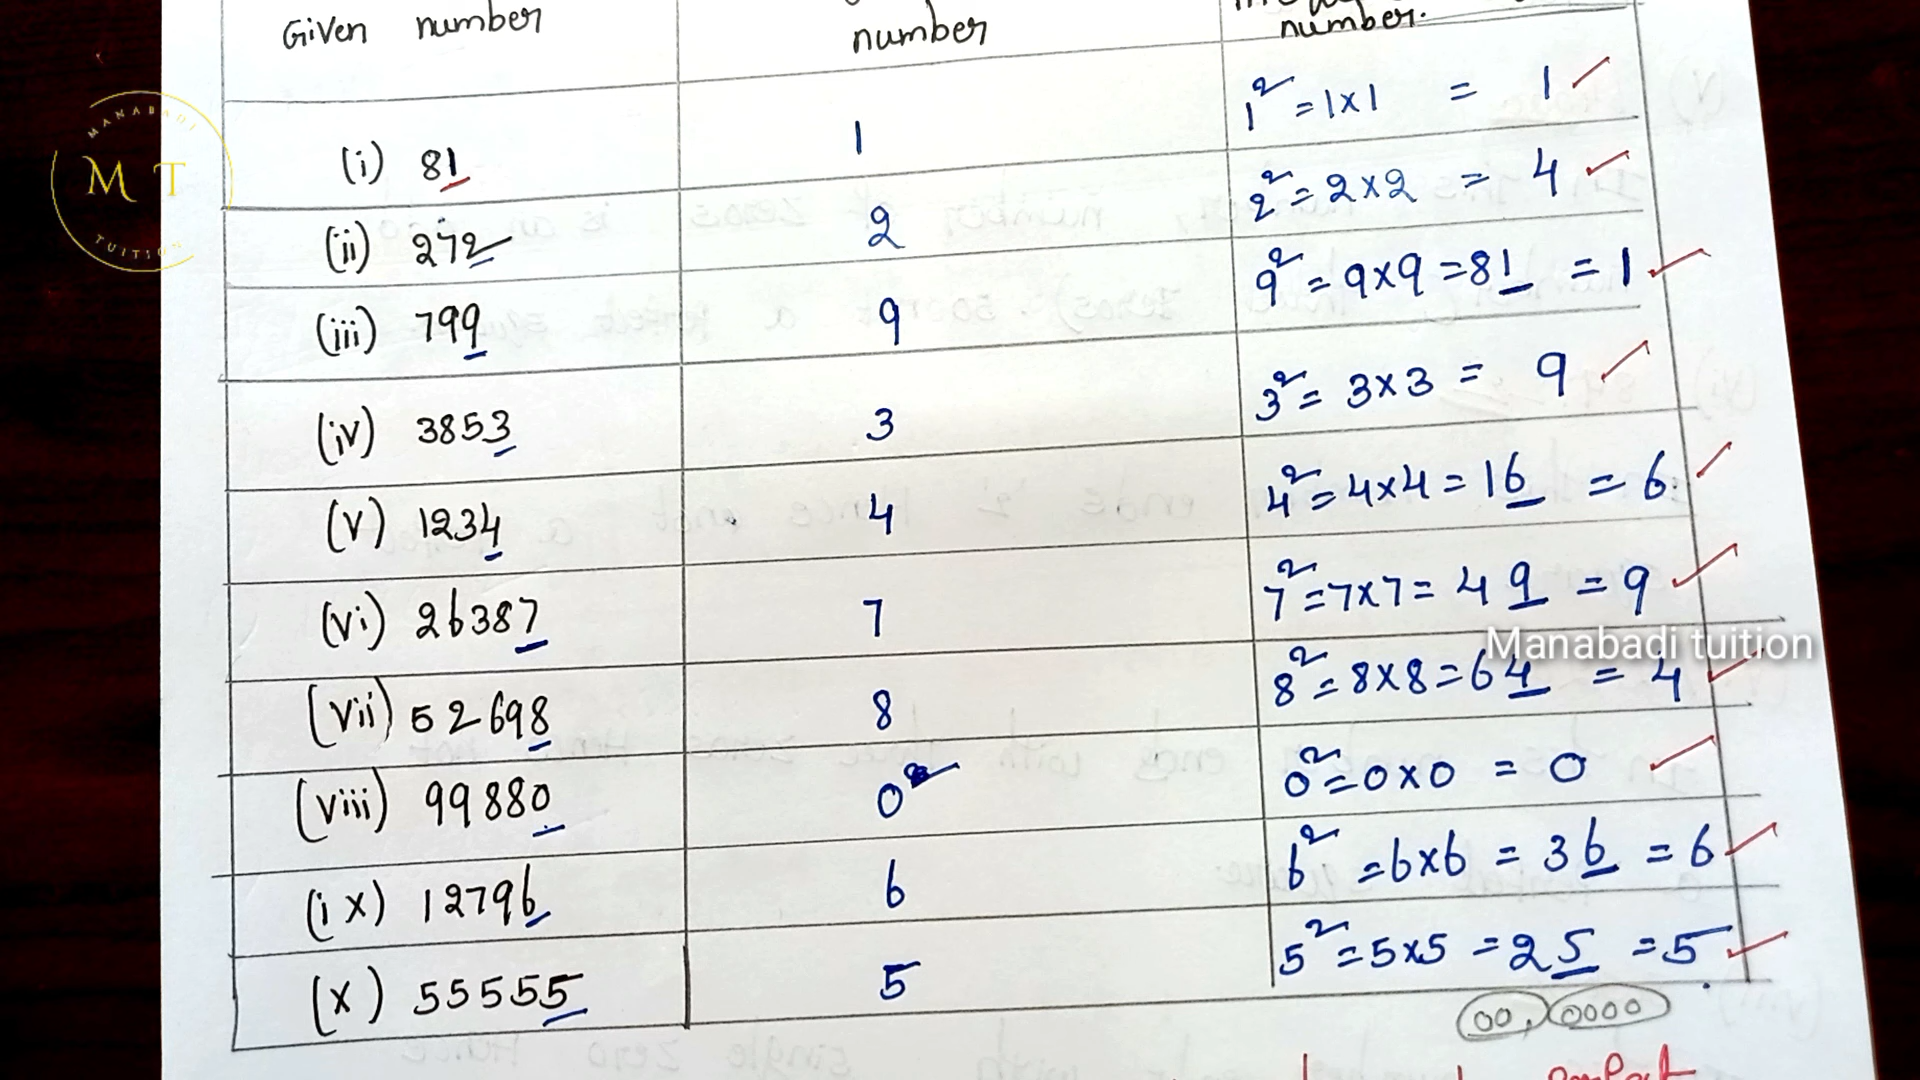 Given number
number
number.
MANABADI
M T
TUITION
(i) 81 1 1² = 1×1 = 1
(ii) 272 2 2² = 2×2 = 4
(iii) 799 9 9² = 9×9 = 81 = 1
(iv) 3853 3 3² = 3×3 = 9
(v) 1234 4 4² = 4×4 = 16 = 6.
(vi) 26387 7 7² = 7×7 = 49 = 9
Manabadi tuition
(vii) 52698 8 8² = 8×8 = 64 = 4
(viii) 99880 0 0² = 0×0 = 0
(ix) 12796 6 6² = 6×6 = 36 = 6
(x) 55555 5 5² = 5×5 = 25 = 5
00, 0000